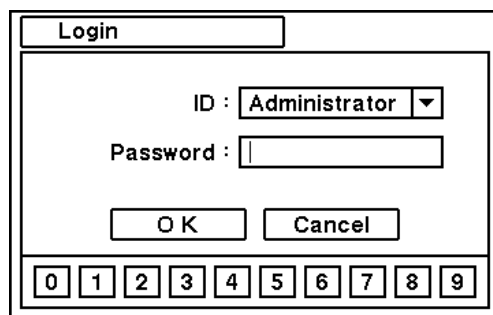 Login
ID : Administrator
Password :
OK Cancel
0 1 2 3 4 5 6 7 8 9